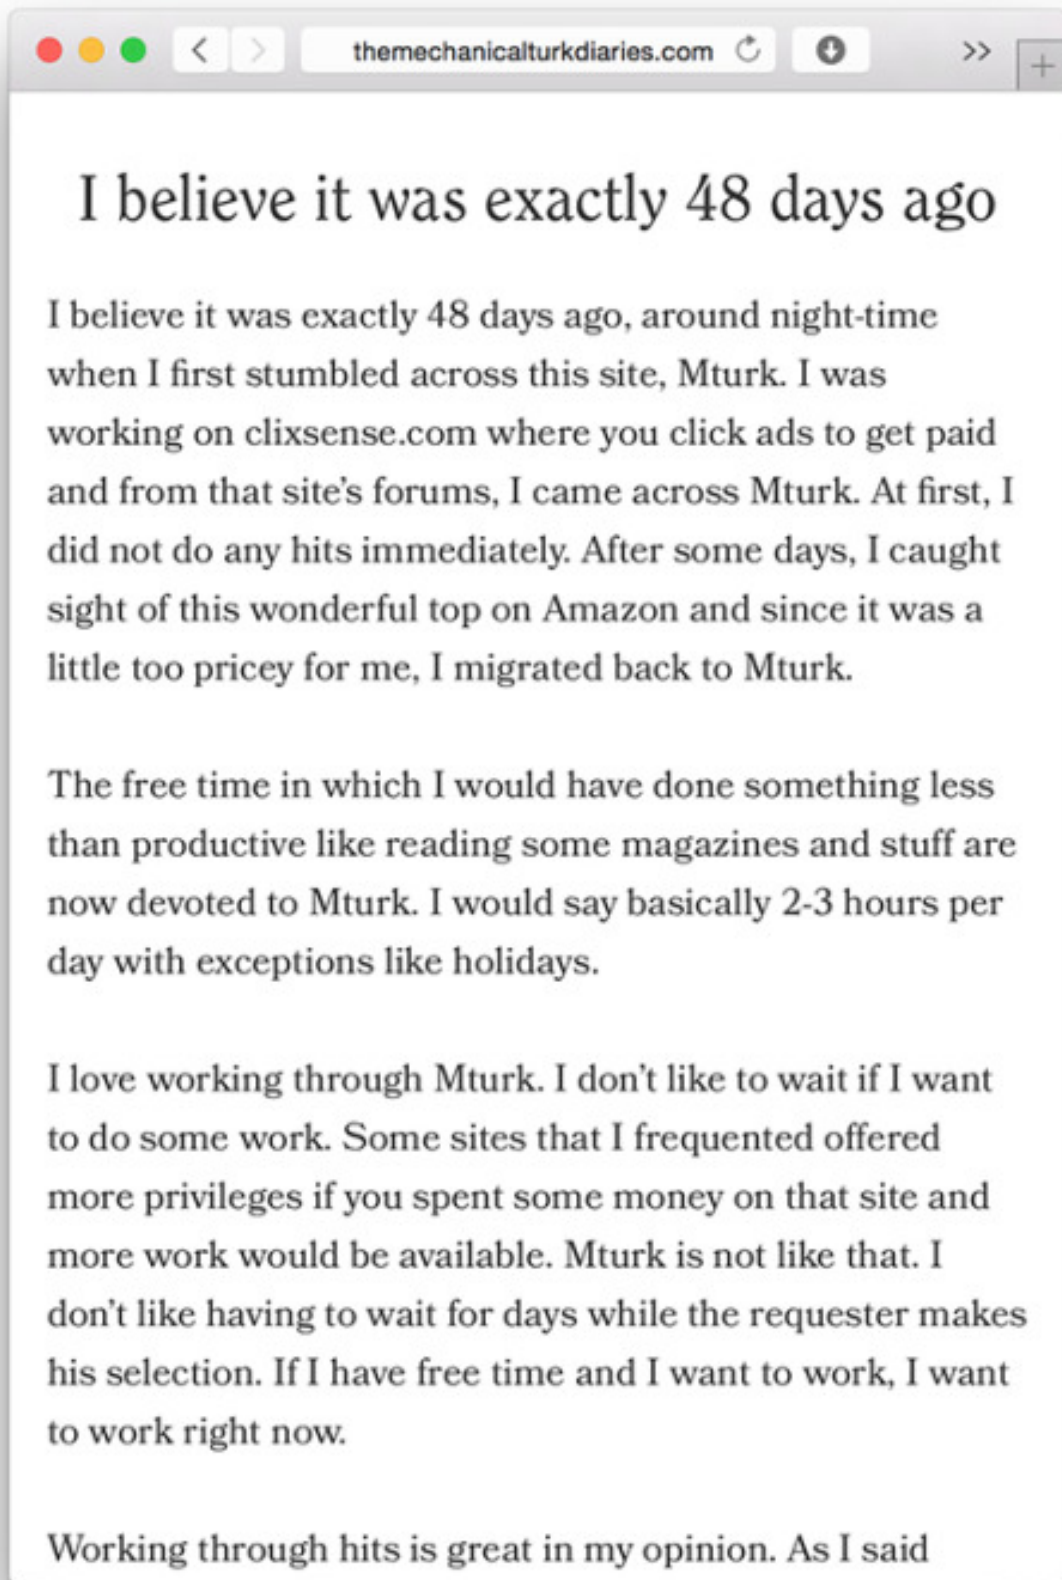 themechanicalturkdiaries.com
I believe it was exactly 48 days ago
I believe it was exactly 48 days ago, around night-time
when I first stumbled across this site, Mturk. I was
working on clixsense.com where you click ads to get paid
and from that site’s forums, I came across Mturk. At first, I
did not do any hits immediately. After some days, I caught
sight of this wonderful top on Amazon and since it was a
little too pricey for me, I migrated back to Mturk.
The free time in which I would have done something less
than productive like reading some magazines and stuff are
now devoted to Mturk. I would say basically 2-3 hours per
day with exceptions like holidays.
I love working through Mturk. I don’t like to wait if I want
to do some work. Some sites that I frequented offered
more privileges if you spent some money on that site and
more work would be available. Mturk is not like that. I
don’t like having to wait for days while the requester makes
his selection. If I have free time and I want to work, I want
to work right now.
Working through hits is great in my opinion. As I said